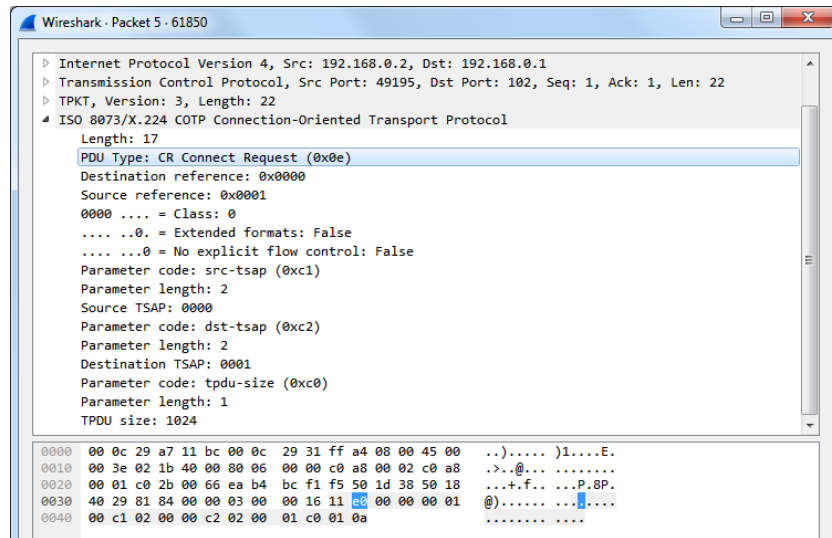 Wireshark · Packet 5 · 61850
Internet Protocol Version 4, Src: 192.168.0.2, Dst: 192.168.0.1
Transmission Control Protocol, Src Port: 49195, Dst Port: 102, Seq: 1, Ack: 1, Len: 22
TPKT, Version: 3, Length: 22
ISO 8073/X.224 COTP Connection-Oriented Transport Protocol
Length: 17
PDU Type: CR Connect Request (0x0e)
Destination reference: 0x0000
Source reference: 0x0001
0000 .... = Class: 0
.... ..0. = Extended formats: False
.... ...0 = No explicit flow control: False
Parameter code: src-tsap (0xc1)
Parameter length: 2
Source TSAP: 0000
Parameter code: dst-tsap (0xc2)
Parameter length: 2
Destination TSAP: 0001
Parameter code: tpdu-size (0xc0)
Parameter length: 1
TPDU size: 1024
0000 00 0c 29 a7 11 bc 00 0c 29 31 ff a4 08 00 45 00 ..)..... )1....E.
0010 00 3e 02 1b 40 00 80 06 00 00 c0 a8 00 02 c0 a8 .>..@... ........
0020 00 01 c0 2b 00 66 ea b4 bc f1 f5 50 1d 38 50 18 ...+.f.. ...P.8P.
0030 40 29 81 84 00 00 03 00 00 16 11 e0 00 00 00 01 @)...... ........
0040 00 c1 02 00 00 c2 02 00 01 c0 01 0a ........ ....